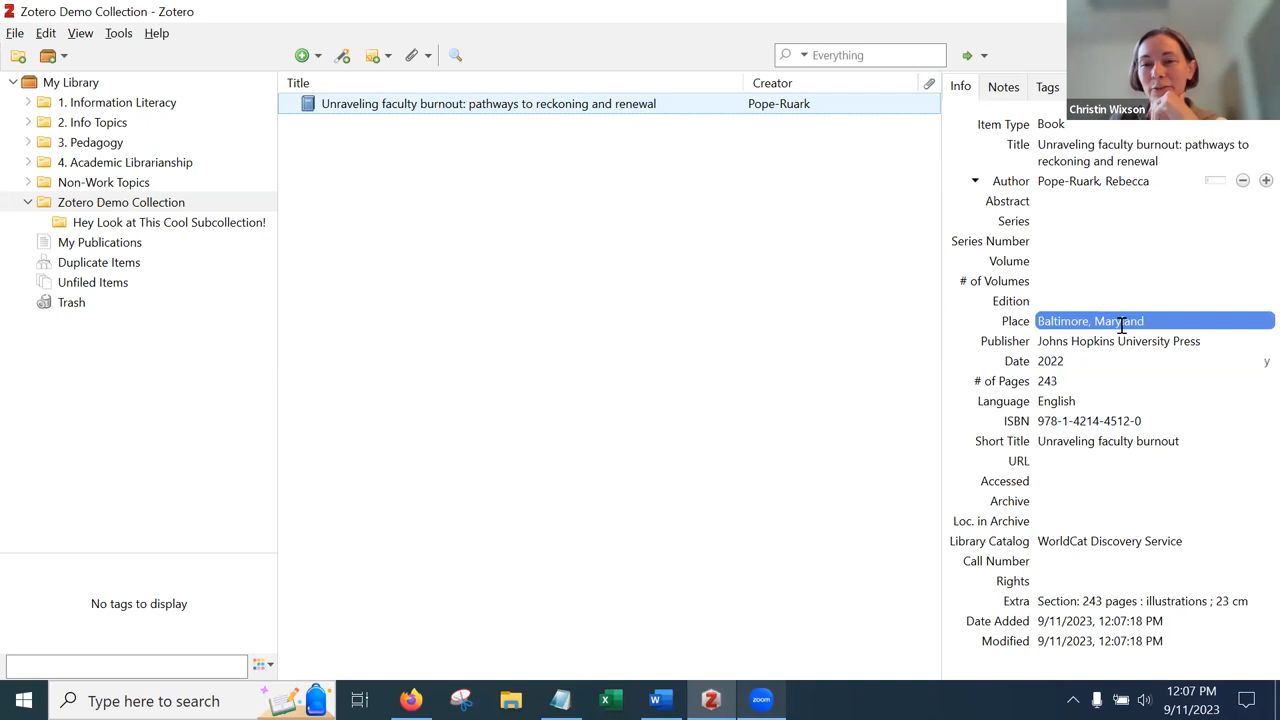 Zotero Demo Collection - Zotero
File Edit View Tools Help
Everything
My Library
1. Information Literacy
2. Info Topics
3. Pedagogy
4. Academic Librarianship
Non-Work Topics
Zotero Demo Collection
Hey Look at This Cool Subcollection!
My Publications
Duplicate Items
Unfiled Items
Trash
No tags to display
Title Creator
Unraveling faculty burnout: pathways to reckoning and renewal Pope-Ruark
Christin Wixson
Info Notes Tags
Item Type Book
Title Unraveling faculty burnout: pathways to
reckoning and renewal
Author Pope-Ruark, Rebecca
Abstract
Series
Series Number
Volume
# of Volumes
Edition
Place Baltimore, Maryland
Publisher Johns Hopkins University Press
Date 2022 y
# of Pages 243
Language English
ISBN 978-1-4214-4512-0
Short Title Unraveling faculty burnout
URL
Accessed
Archive
Loc. in Archive
Library Catalog WorldCat Discovery Service
Call Number
Rights
Extra Section: 243 pages : illustrations ; 23 cm
Date Added 9/11/2023, 12:07:18 PM
Modified 9/11/2023, 12:07:18 PM
Type here to search
zoom
12:07 PM
9/11/2023